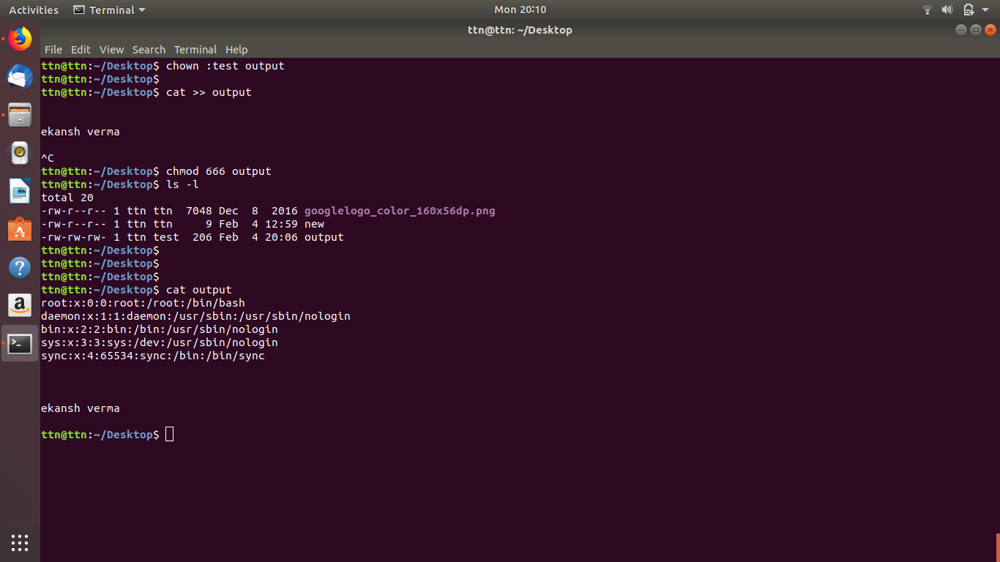 Activities Terminal Mon 20:10
ttn@ttn: ~/Desktop
File Edit View Search Terminal Help
ttn@ttn:~/Desktop$ chown :test output
ttn@ttn:~/Desktop$
ttn@ttn:~/Desktop$ cat >> output
ekansh verma
^C
ttn@ttn:~/Desktop$ chmod 666 output
ttn@ttn:~/Desktop$ ls -l
total 20
-rw-r--r-- 1 ttn ttn  7048 Dec  8  2016 googlelogo_color_160x56dp.png
-rw-r--r-- 1 ttn ttn     9 Feb  4 12:59 new
-rw-rw-rw- 1 ttn test  206 Feb  4 20:06 output
ttn@ttn:~/Desktop$
ttn@ttn:~/Desktop$
ttn@ttn:~/Desktop$
ttn@ttn:~/Desktop$ cat output
root:x:0:0:root:/root:/bin/bash
daemon:x:1:1:daemon:/usr/sbin:/usr/sbin/nologin
bin:x:2:2:bin:/bin:/usr/sbin/nologin
sys:x:3:3:sys:/dev:/usr/sbin/nologin
sync:x:4:65534:sync:/bin:/bin/sync
ekansh verma
ttn@ttn:~/Desktop$